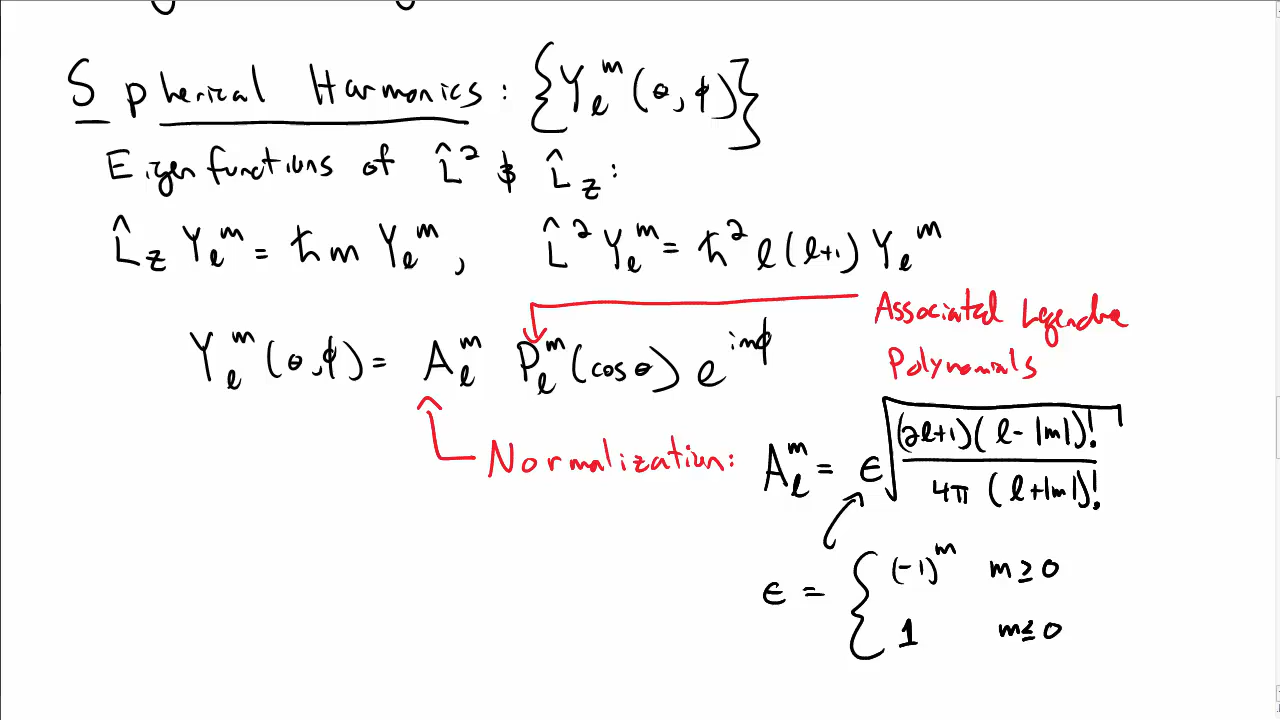 Spherical Harmonics: {Yₗᵐ(θ,ϕ)}
Eigenfunctions of L̂² & L̂z:
L̂z Yₗᵐ = ħm Yₗᵐ, L̂² Yₗᵐ = ħ² ℓ(ℓ+1) Yₗᵐ
Associated Legendre
Polynomials
Yₗᵐ(θ,ϕ) = Aₗᵐ Pₗᵐ(cosθ) e^{imϕ}
Normalization: Aₗᵐ = ϵ √((2ℓ+1)(ℓ-|m|)! / 4π (ℓ+|m|)!)
ϵ = { (-1)ᵐ m ≥ 0
1 m ≤ 0